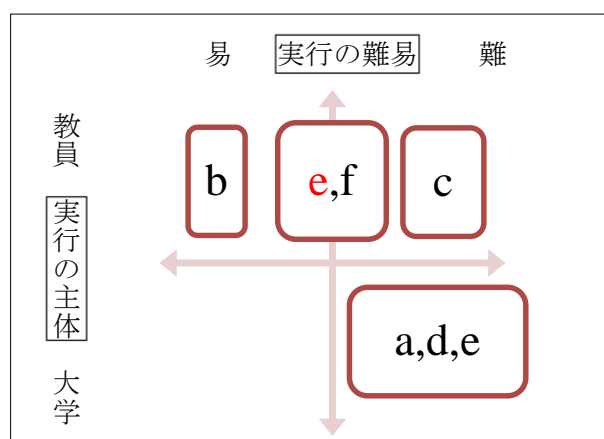 易 実行の難易 難
教員
実行の主体
大学
b
e,f
c
a,d,e